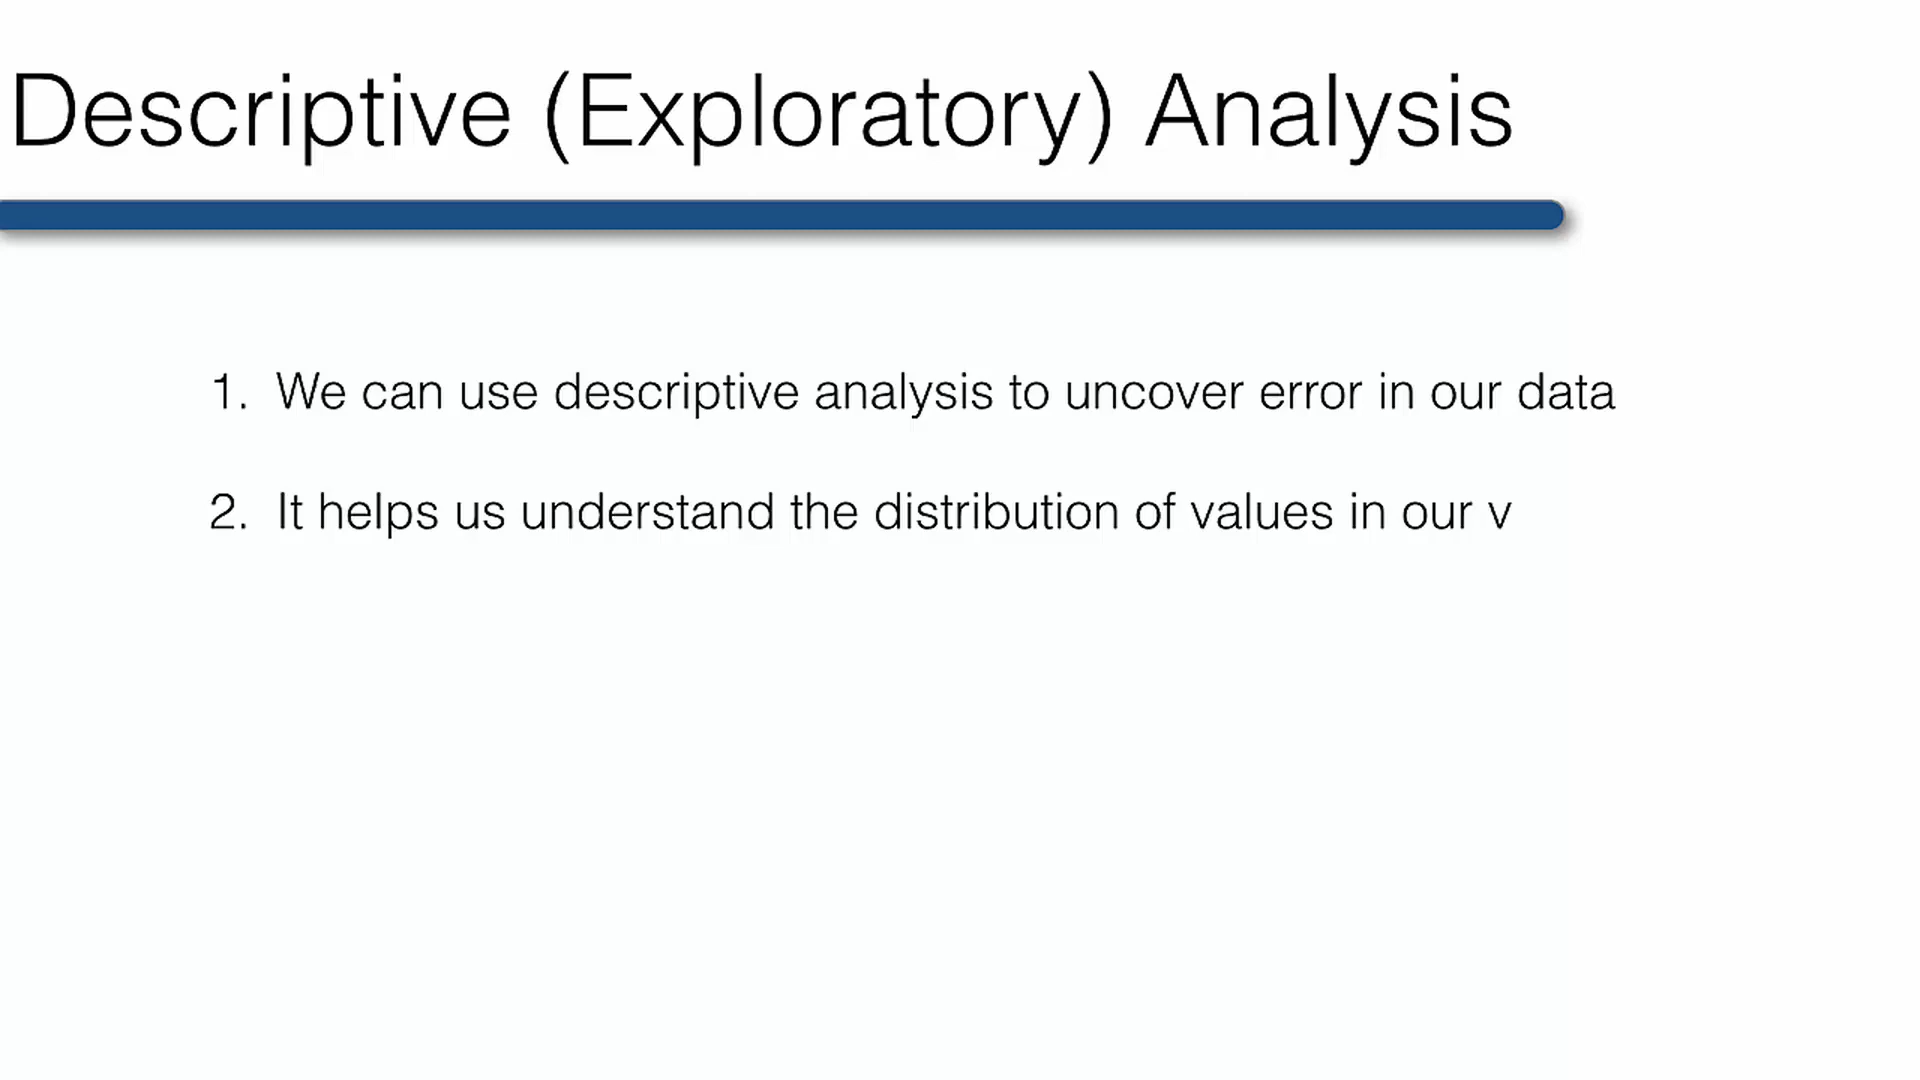 Descriptive (Exploratory) Analysis
1. We can use descriptive analysis to uncover error in our data
2. It helps us understand the distribution of values in our v